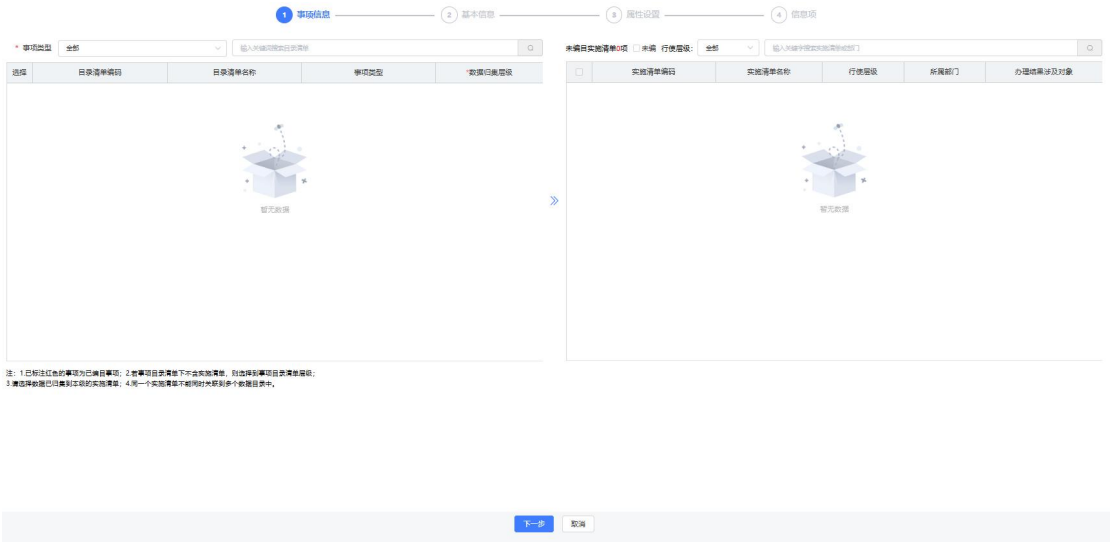 1 事项信息 2 基本信息 3 属性设置 4 信息项
* 事项类型 全部 输入关键词搜索目录清单
未编目实施清单0项 未编 行使层级: 全部 输入关键字搜索实施清单或部门
选择 目录清单编码 目录清单名称 事项类型 *数据归集层级
实施清单编码 实施清单名称 行使层级 所属部门 办理结果涉及对象
暂无数据
暂无数据
注: 1.已标注红色的事项为已编目事项; 2.若事项目录清单下不含实施清单, 则选择到事项目录清单层级;
3.请选择数据已归集到本级的实施清单; 4.同一个实施清单不能同时关联到多个数据目录中。
下一步 取消